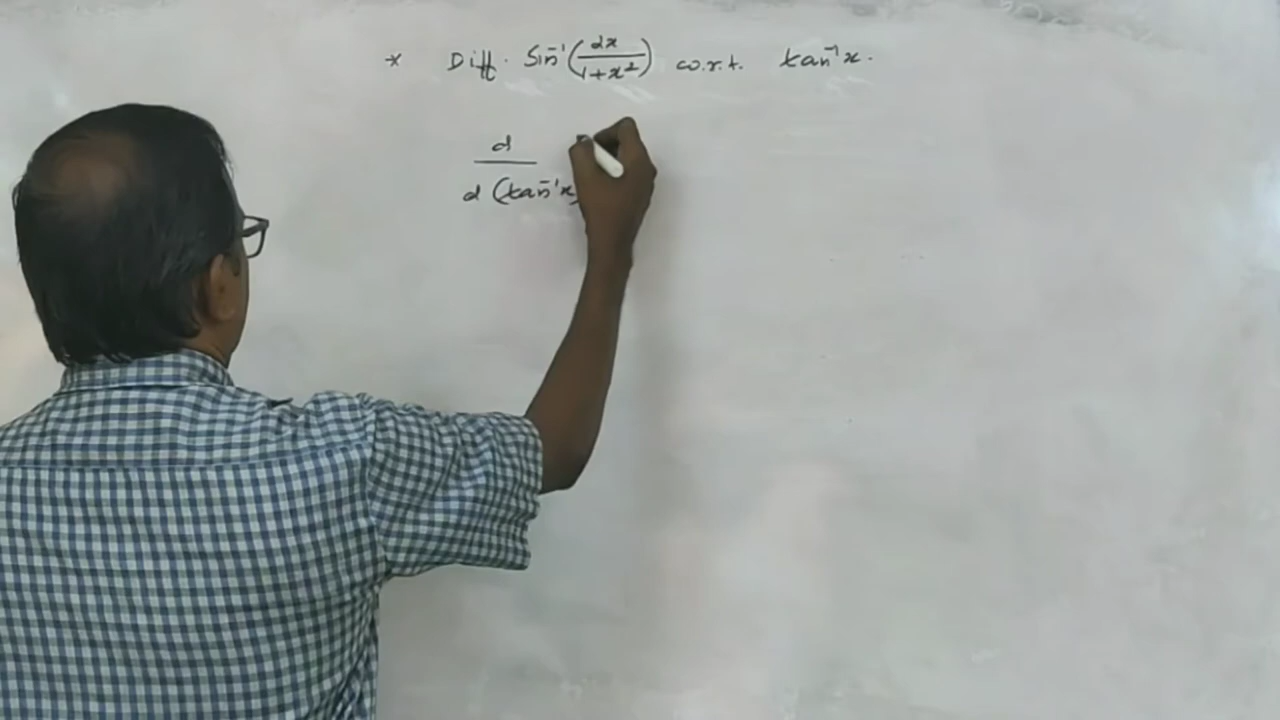 * Diff. Sin⁻¹(2x/1+x²) w.r.t. tan⁻¹x.
d
d (tan⁻¹x)